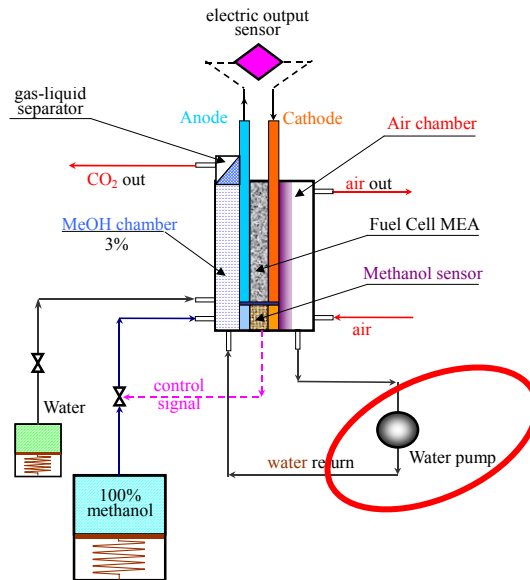 electric output
sensor
gas-liquid
separator
Anode
Cathode
Air chamber
CO2 out
air out
MeOH chamber
3%
Fuel Cell MEA
Methanol sensor
air
control
signal
Water
Water pump
water return
100%
methanol